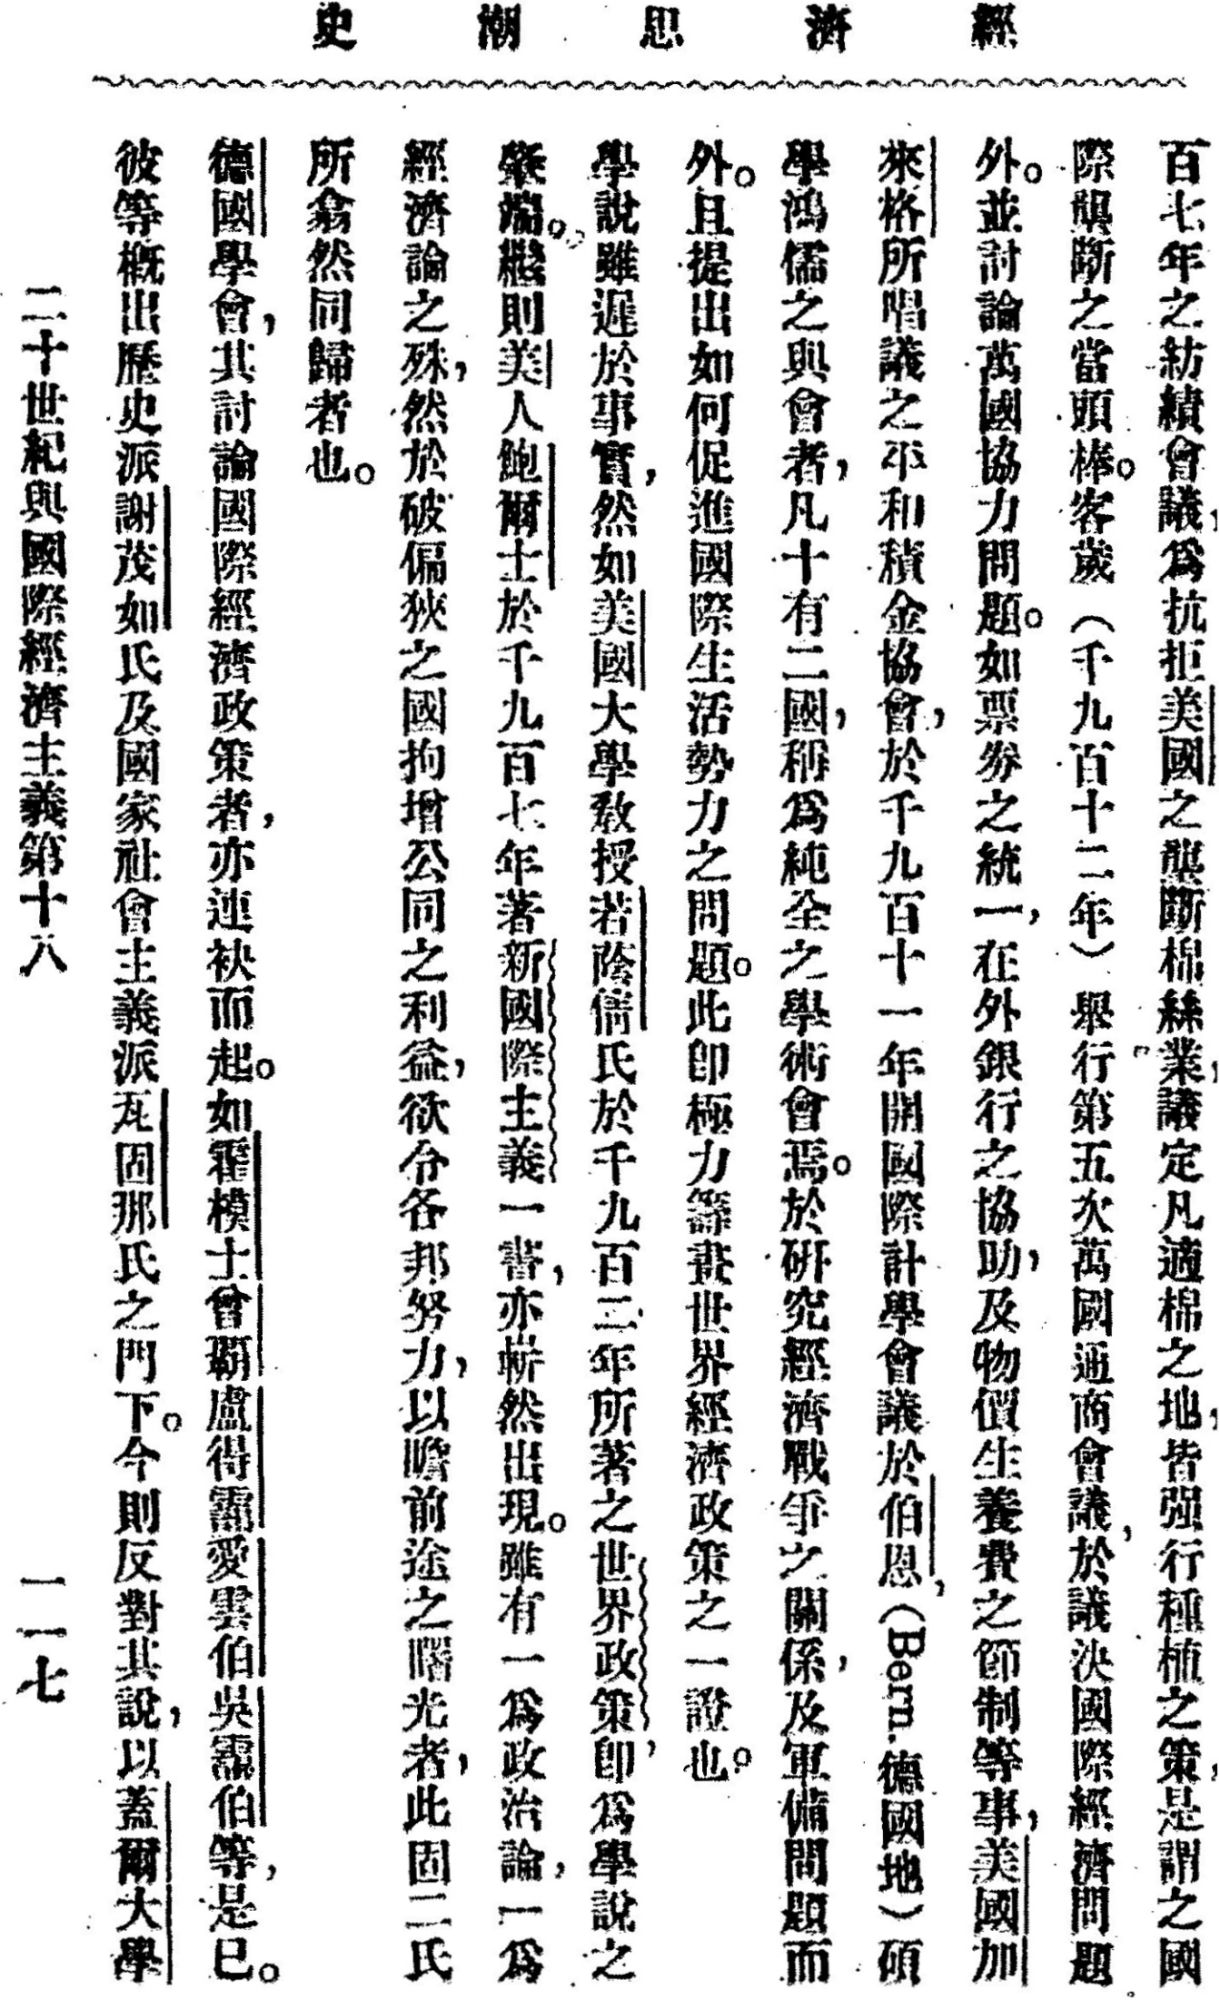 經濟思潮史
百七年之紡績會議，爲抗拒美國之壟斷棉絲業，議定凡適棉之地，皆强行種植之策，是謂之國
際壟斷之當頭棒。客歲（千九百十二年）舉行第五次萬國通商會議，於議決國際經濟問題
外。並討論萬國協力問題。如票券之統一，在外銀行之協助，及物價生養費之節制等事，美國加
來格所唱議之平和積金協會，於千九百十一年開國際計學會議於伯恩，（Bern.德國地）碩
學鴻儒之與會者，凡十有二國，稱爲純全之學術會焉。於研究經濟戰爭之關係，及軍備問題而
外。且提出如何促進國際生活勢力之問題。此卽極力籌畫世界經濟政策之一證也。
學說雖遲於事實，然如美國大學敎授若蔭儔氏於千九百二年所著之世界政策，卽爲學說之
肇端。繼則美人鮑爾士於千九百七年著新國際主義一書，亦嶄然出現。雖有一爲政治論，一爲
經濟論之殊，然於破偏狹之國拘增公同之利益，欲令各邦努力，以瞻前途之曙光者，此固二氏
所翕然同歸者也。
德國學會，其討論國際經濟政策者，亦連袂而起。如霍模士曾覇盧得霑愛雲伯吳霑伯等，是已。
彼等概出歷史派謝茂如氏及國家社會主義派瓦固那氏之門下。今則反對其說，以蓋爾大學
二十世紀與國際經濟主義第十八
一一七